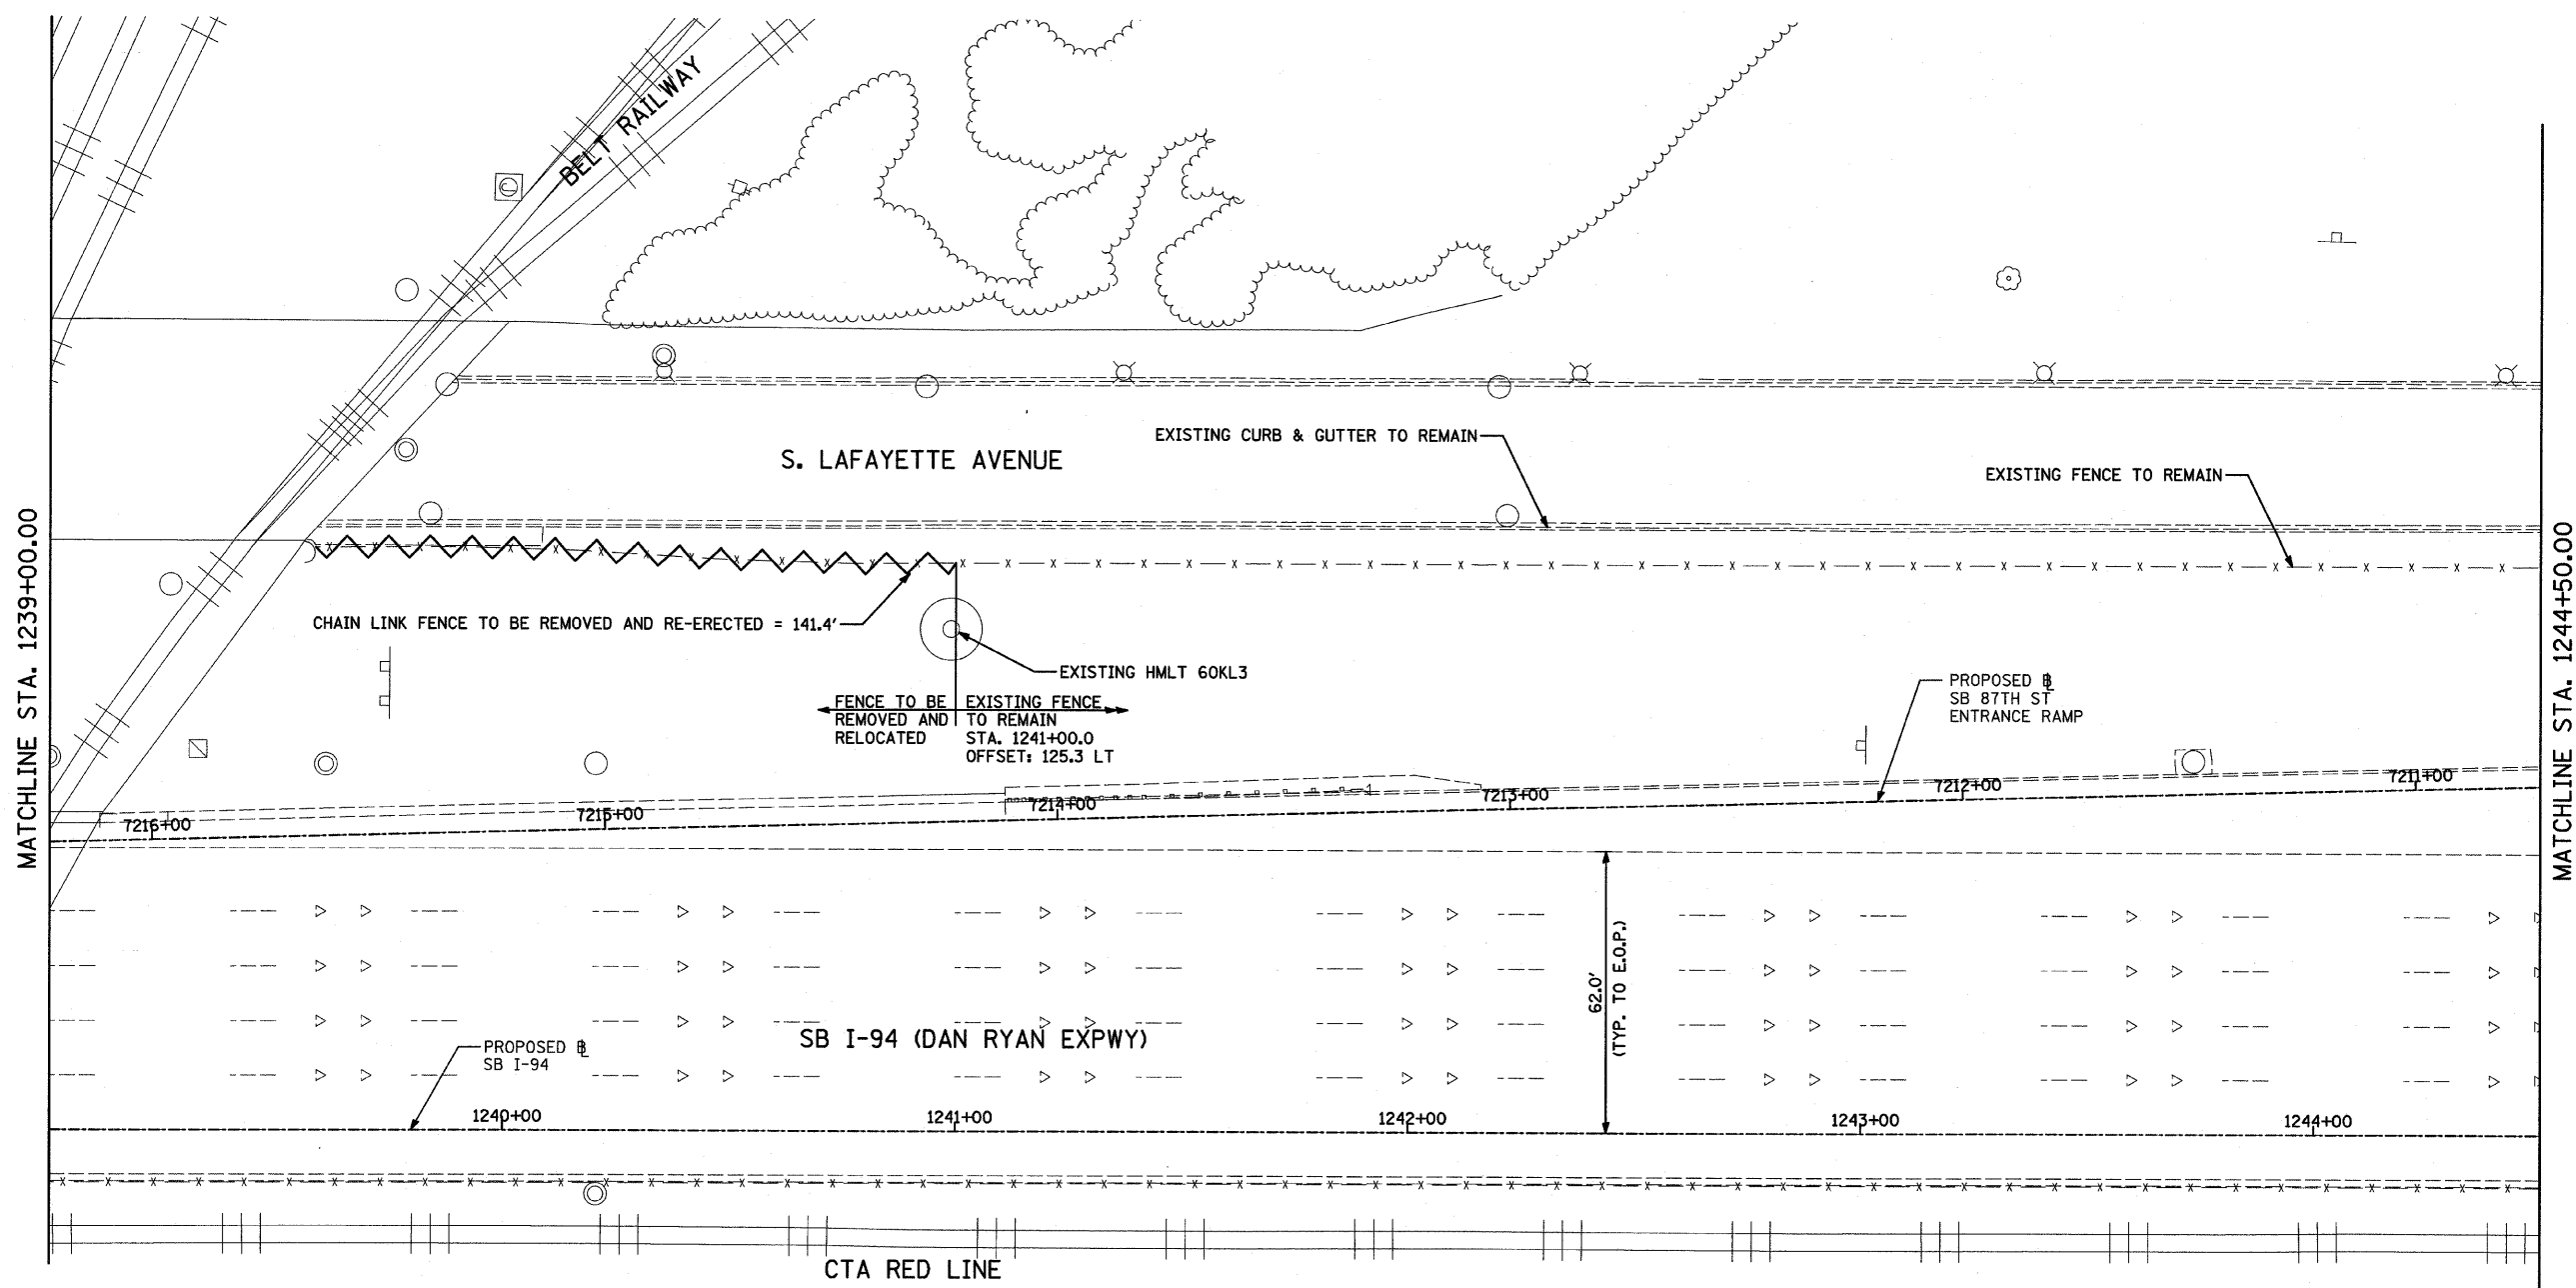 BELT RAILWAY
EXISTING CURB & GUTTER TO REMAIN
S. LAFAYETTE AVENUE
EXISTING FENCE TO REMAIN
MATCHLINE STA. 1239+00.00
MATCHLINE STA. 1244+50.00
CHAIN LINK FENCE TO BE REMOVED AND RE-ERECTED = 141.4'
EXISTING HMLT 60KL3
FENCE TO BE
REMOVED AND
RELOCATED
EXISTING FENCE
TO REMAIN
STA. 1241+00.0
OFFSET: 125.3 LT
PROPOSED BL
SB 87TH ST
ENTRANCE RAMP
7216+00
7215+00
7214+00
7213+00
7212+00
7211+00
62.0'
(TYP. TO E.O.P.)
SB I-94 (DAN RYAN EXPWY)
PROPOSED BL
SB I-94
1240+00
1241+00
1242+00
1243+00
1244+00
CTA RED LINE